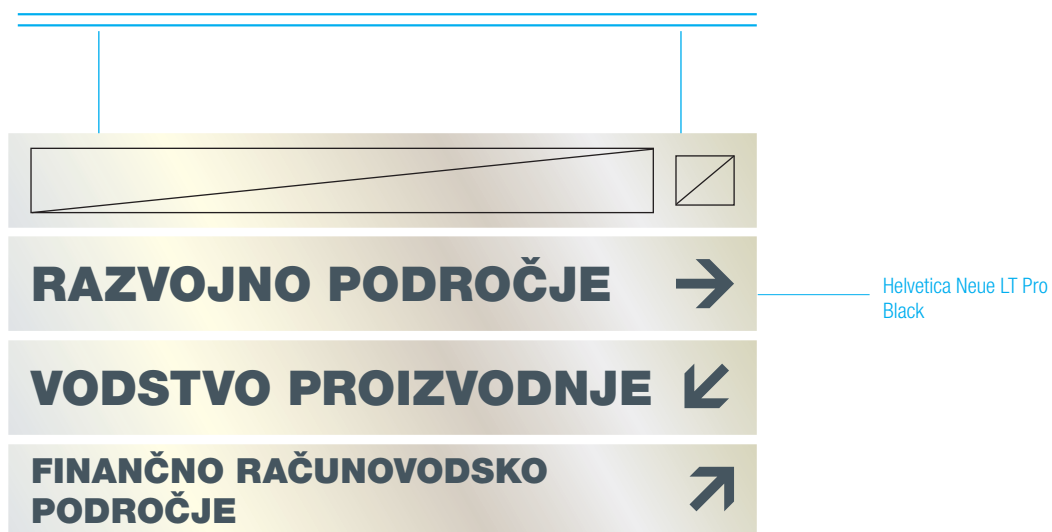 RAZVOJNO PODROČJE
Helvetica Neue LT Pro
Black
VODSTVO PROIZVODNJE
FINANČNO RAČUNOVODSKO
PODROČJE